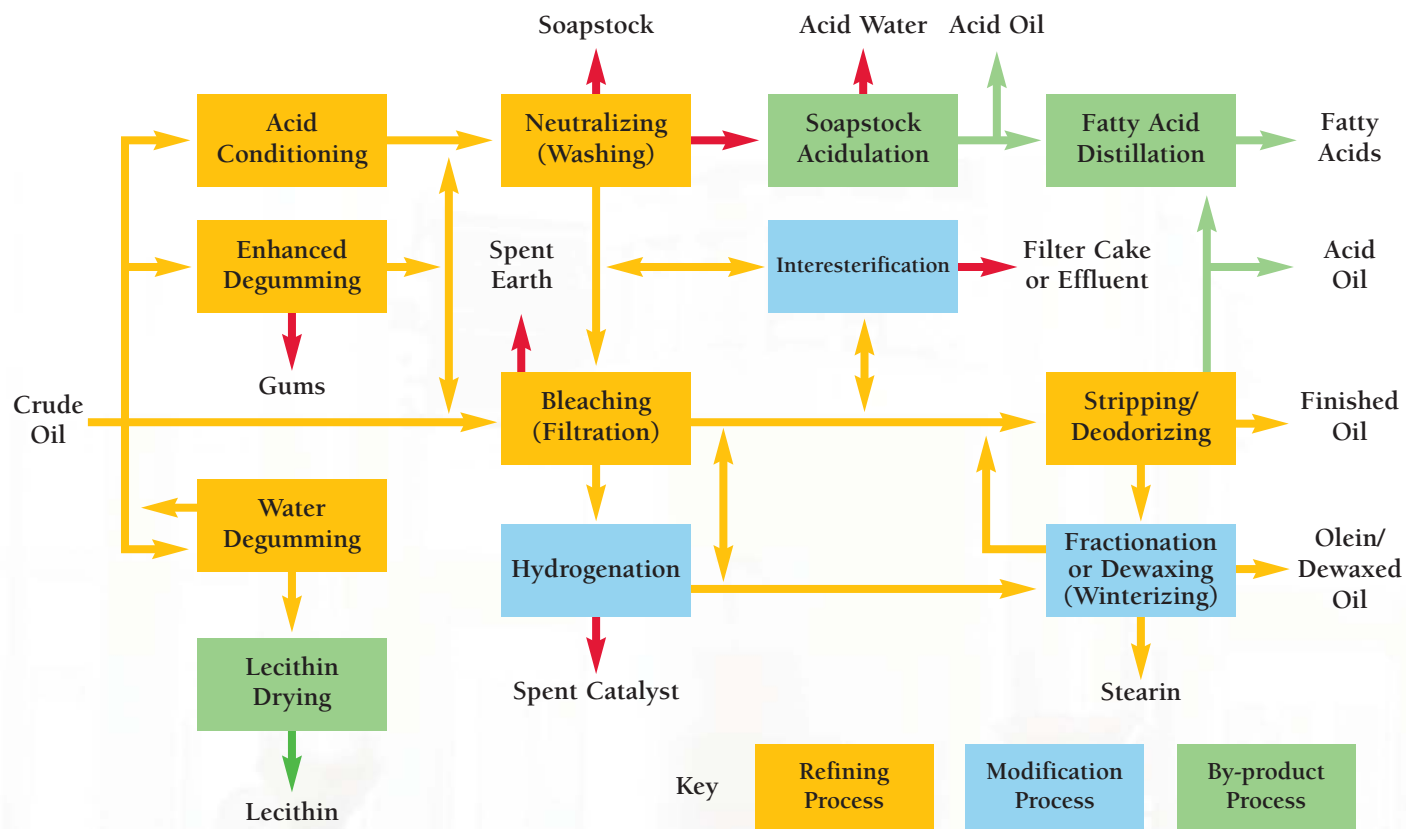 Soapstock
Acid Water
Acid Oil
Acid
Conditioning
Neutralizing
(Washing)
Soapstock
Acidulation
Fatty Acid
Distillation
Fatty
Acids
Enhanced
Degumming
Spent
Earth
Interesterification
Filter Cake
or Effluent
Acid
Oil
Gums
Crude
Oil
Bleaching
(Filtration)
Stripping/
Deodorizing
Finished
Oil
Water
Degumming
Hydrogenation
Fractionation
or Dewaxing
(Winterizing)
Olein/
Dewaxed
Oil
Lecithin
Drying
Spent Catalyst
Stearin
Lecithin
Key
Refining
Process
Modification
Process
By-product
Process